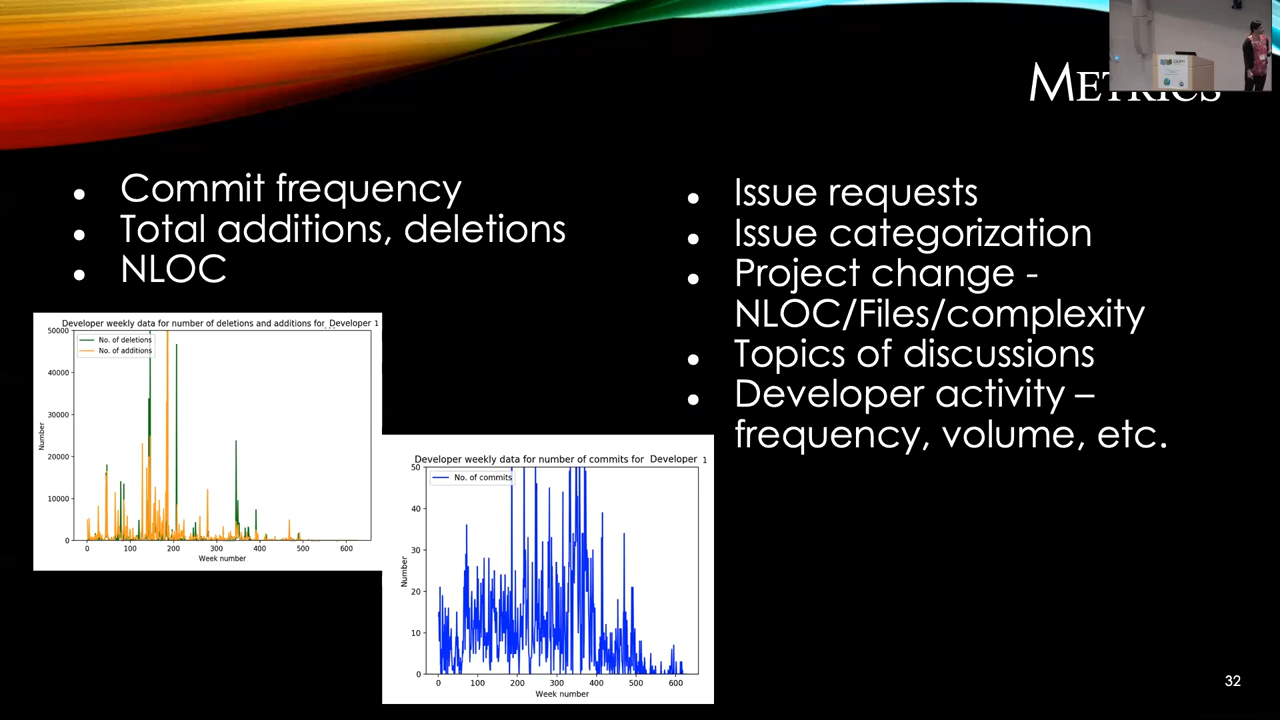 METRICS
• Commit frequency
• Total additions, deletions
• NLOC
• Issue requests
• Issue categorization
• Project change -
NLOC/Files/complexity
• Topics of discussions
• Developer activity –
frequency, volume, etc.
Developer weekly data for number of deletions and additions for Developer 1
No. of deletions
No. of additions
50000
40000
30000
20000
10000
0
Number
0 100 200 300 400 500 600
Week number
Developer weekly data for number of commits for Developer 1
No. of commits
50
40
30
20
10
0
Number
0 100 200 300 400 500 600
Week number
32